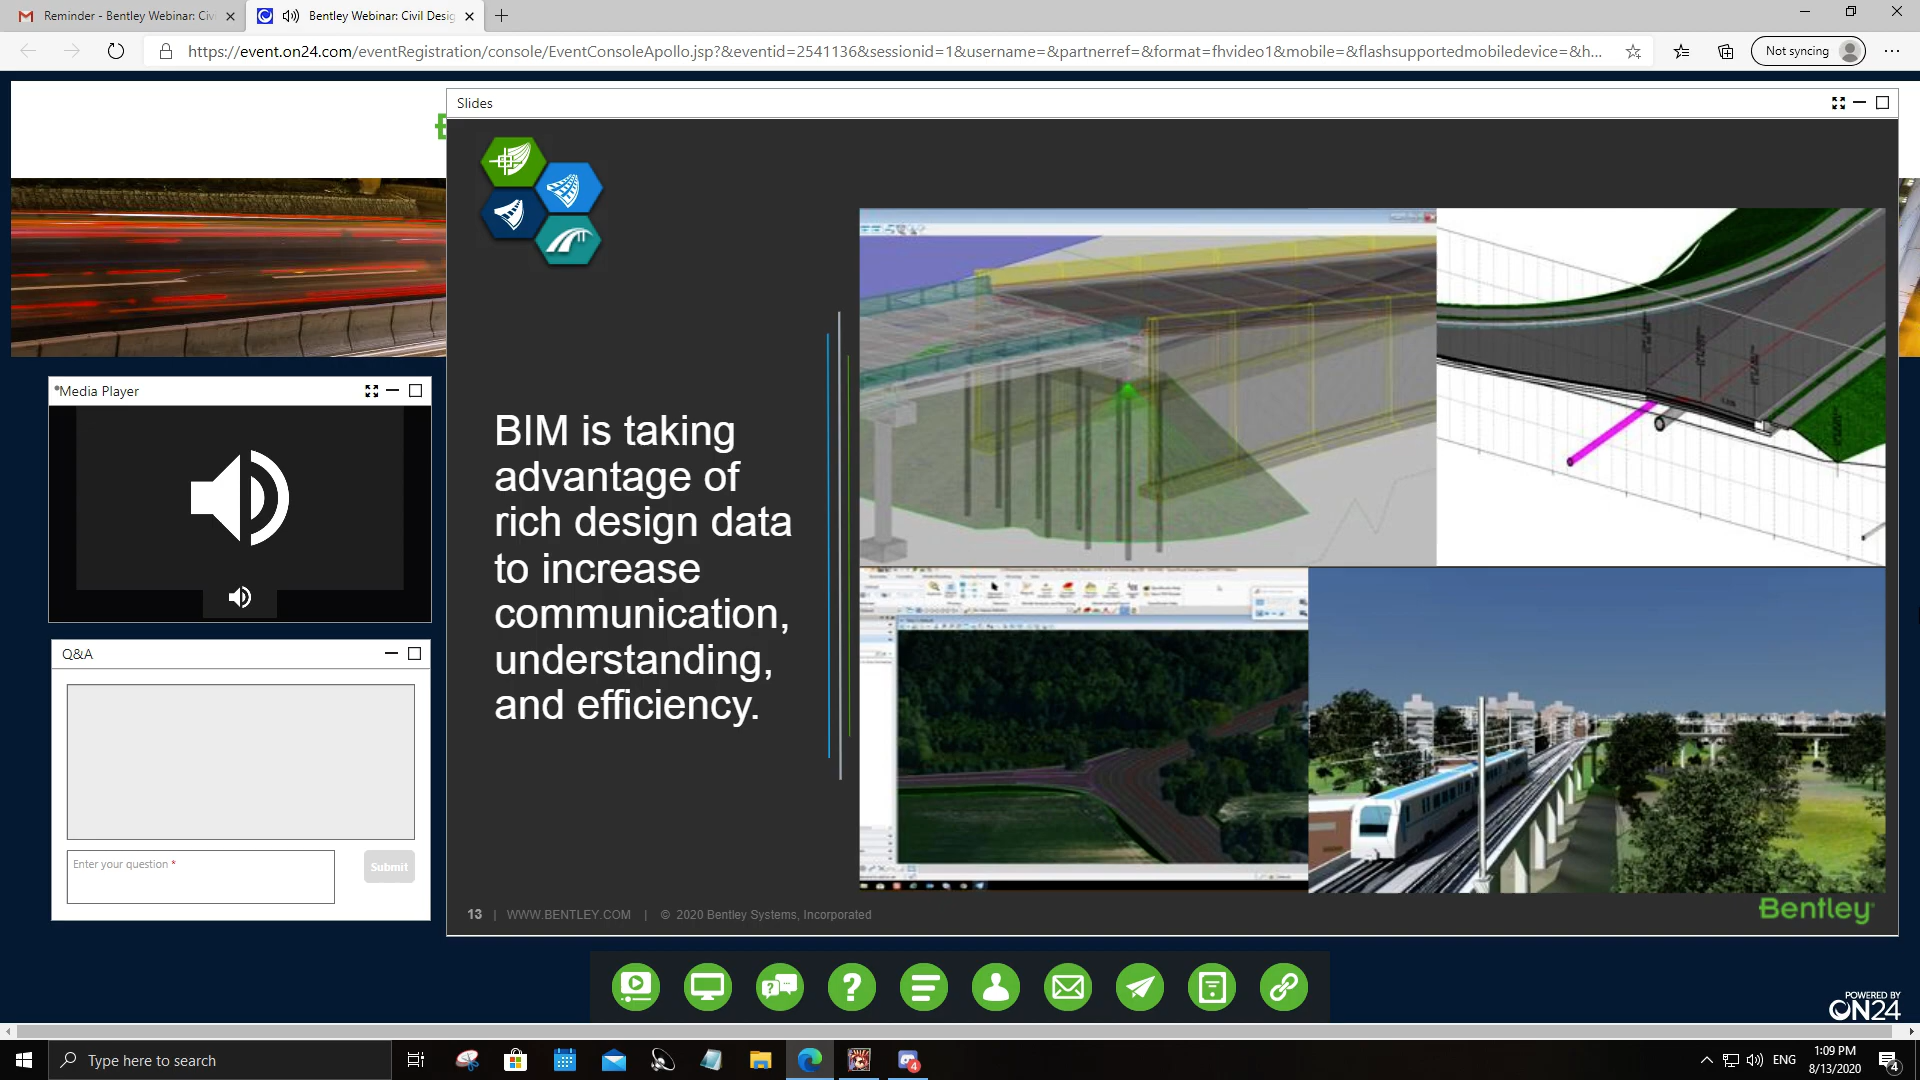 Reminder - Bentley Webinar: Civ
Bentley Webinar: Civil Desig
https://event.on24.com/eventRegistration/console/EventConsoleApollo.jsp?&eventid=2541136&sessionid=1&username=&partnerref=&format=fhvideo1&mobile=&flashsupportedmobiledevice=&h...
Not syncing
Slides
*Media Player
BIM is taking
advantage of
rich design data
to increase
communication,
understanding,
and efficiency.
Q&A
Enter your question *
Submit
13 | WWW.BENTLEY.COM | © 2020 Bentley Systems, Incorporated
Bentley
POWERED BY
ON24
Type here to search
4
ENG
1:09 PM
8/13/2020
4